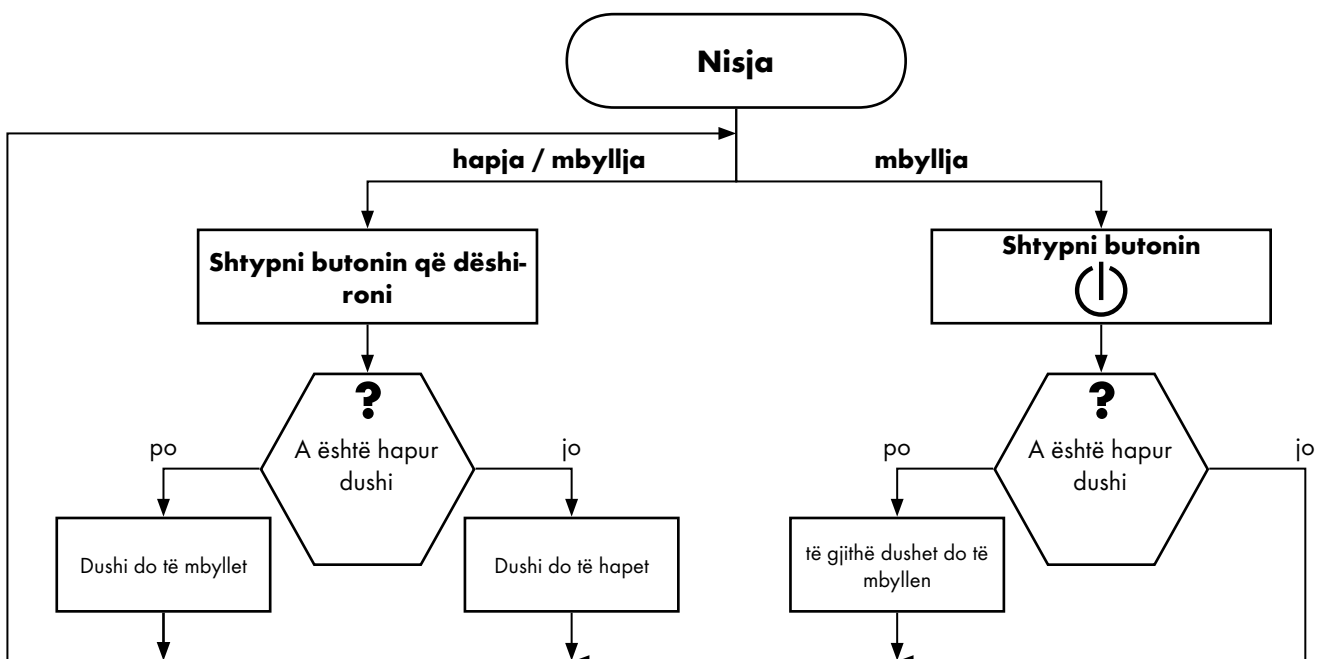 Nisja
hapja / mbyllja
mbyllja
Shtypni butonin që dëshi-
roni
Shtypni butonin
?
A është hapur
dushi
po
jo
Dushi do të mbyllet
Dushi do të hapet
?
A është hapur
dushi
po
jo
të gjithë dushet do të
mbyllen